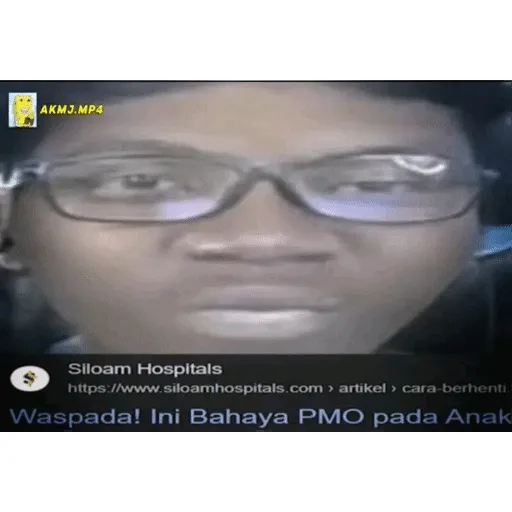 AKMJ.MP4
Siloam Hospitals
https://www.siloamhospitals.com › artikel › cara-berhenti
Waspada! Ini Bahaya PMO pada Anak